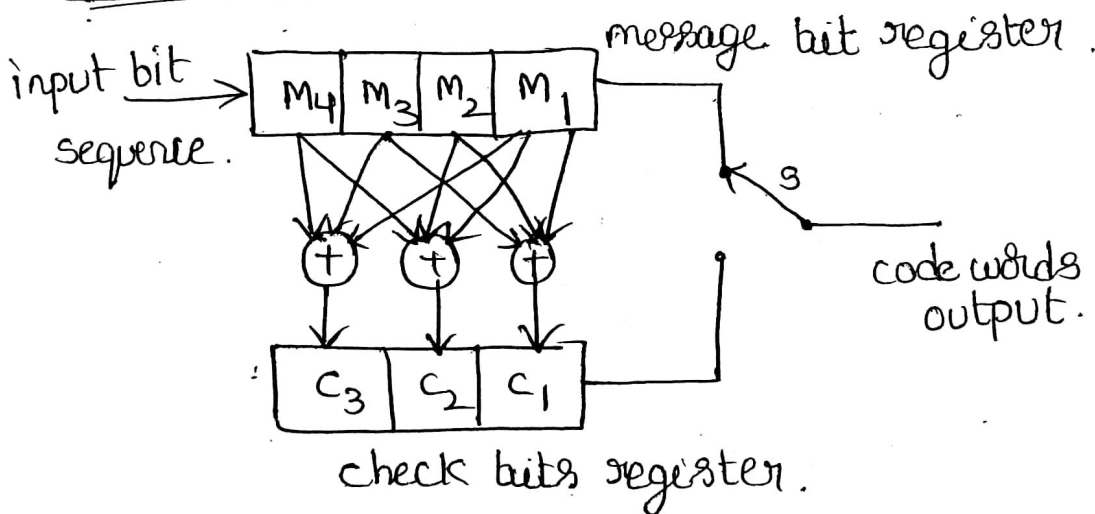 message bit register.
input bit
sequence.
M4 M3 M2 M1
S
+ + +
code words
output.
C3 C2 C1
check bits register.